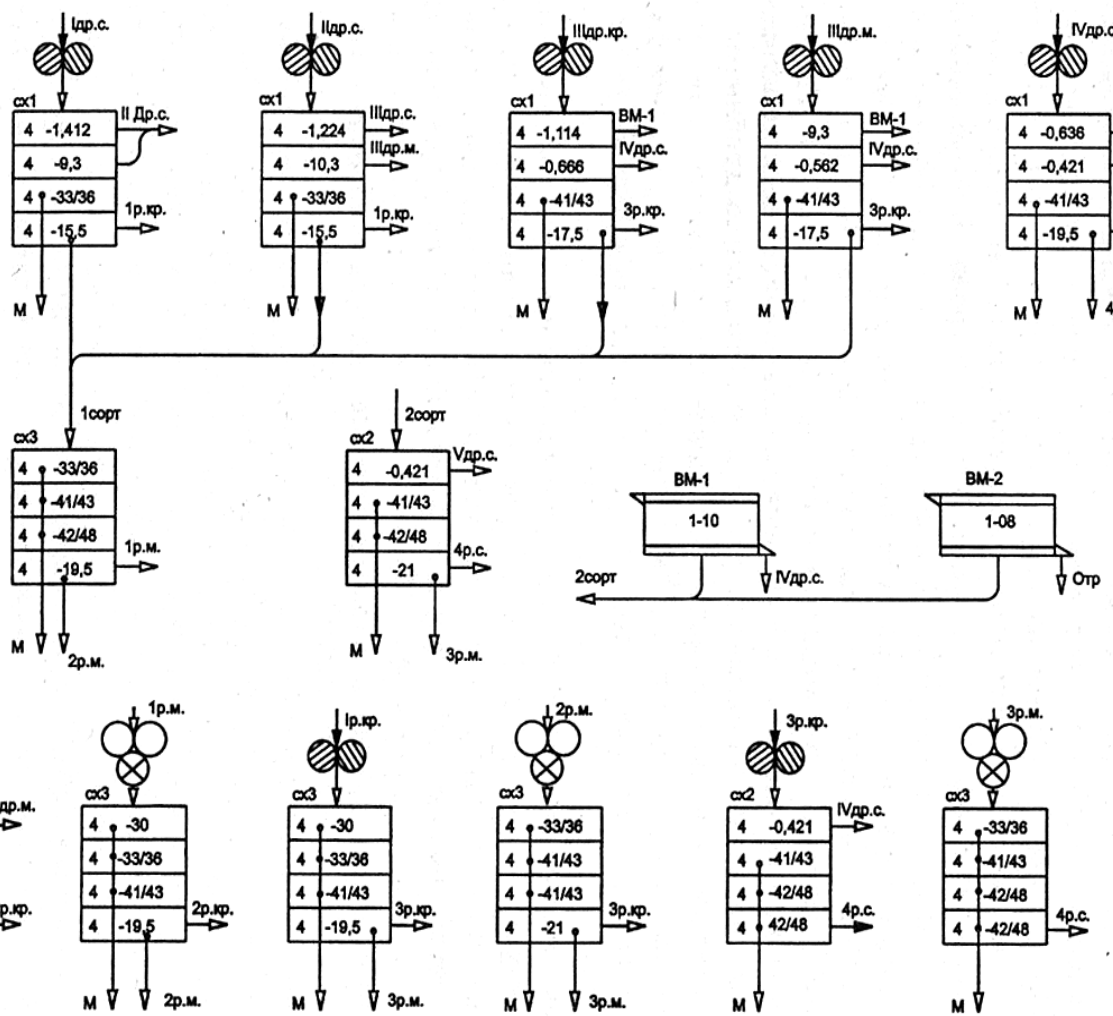 Iдр.с.
IIдр.с.
IIIдр.кр.
IIIдр.м.
IVдр.с
сх1
4 -1,412
4 -9,3
4 -33/36
4 -15,5
II Др.с.
1р.кр.
М
сх1
4 -1,224
4 -10,3
4 -33/36
4 -15,5
IIIдр.с.
IIIдр.м.
1р.кр.
М
сх1
4 -1,114
4 -0,666
4 -41/43
4 -17,5
ВМ-1
IVдр.с.
3р.кр.
М
сх1
4 -9,3
4 -0,562
4 -41/43
4 -17,5
ВМ-1
IVдр.с.
3р.кр.
М
сх1
4 -0,636
4 -0,421
4 -41/43
4 -19,5
М
4
1сорт
сх3
4 -33/36
4 -41/43
4 -42/48
4 -19,5
1р.м.
М
2р.м.
2сорт
сх2
4 -0,421
4 -41/43
4 -42/48
4 -21
Vдр.с.
4р.с.
М
3р.м.
ВМ-1
1-10
IVдр.с.
2сорт
ВМ-2
1-08
Отр
др.м.
р.кр.
1р.м.
сх3
4 -30
4 -33/36
4 -41/43
4 -19,5
2р.кр.
М
2р.м.
Iр.кр.
сх3
4 -30
4 -33/36
4 -41/43
4 -19,5
3р.кр.
М
3р.м.
2р.м.
сх3
4 -33/36
4 -41/43
4 -41/43
4 -21
3р.кр.
М
3р.м.
3р.кр.
сх2
4 -0,421
4 -41/43
4 -42/48
4 42/48
IVдр.с.
4р.с.
М
3р.м.
сх3
4 -33/36
4 -41/43
4 -42/48
4 -42/48
4р.с.
М